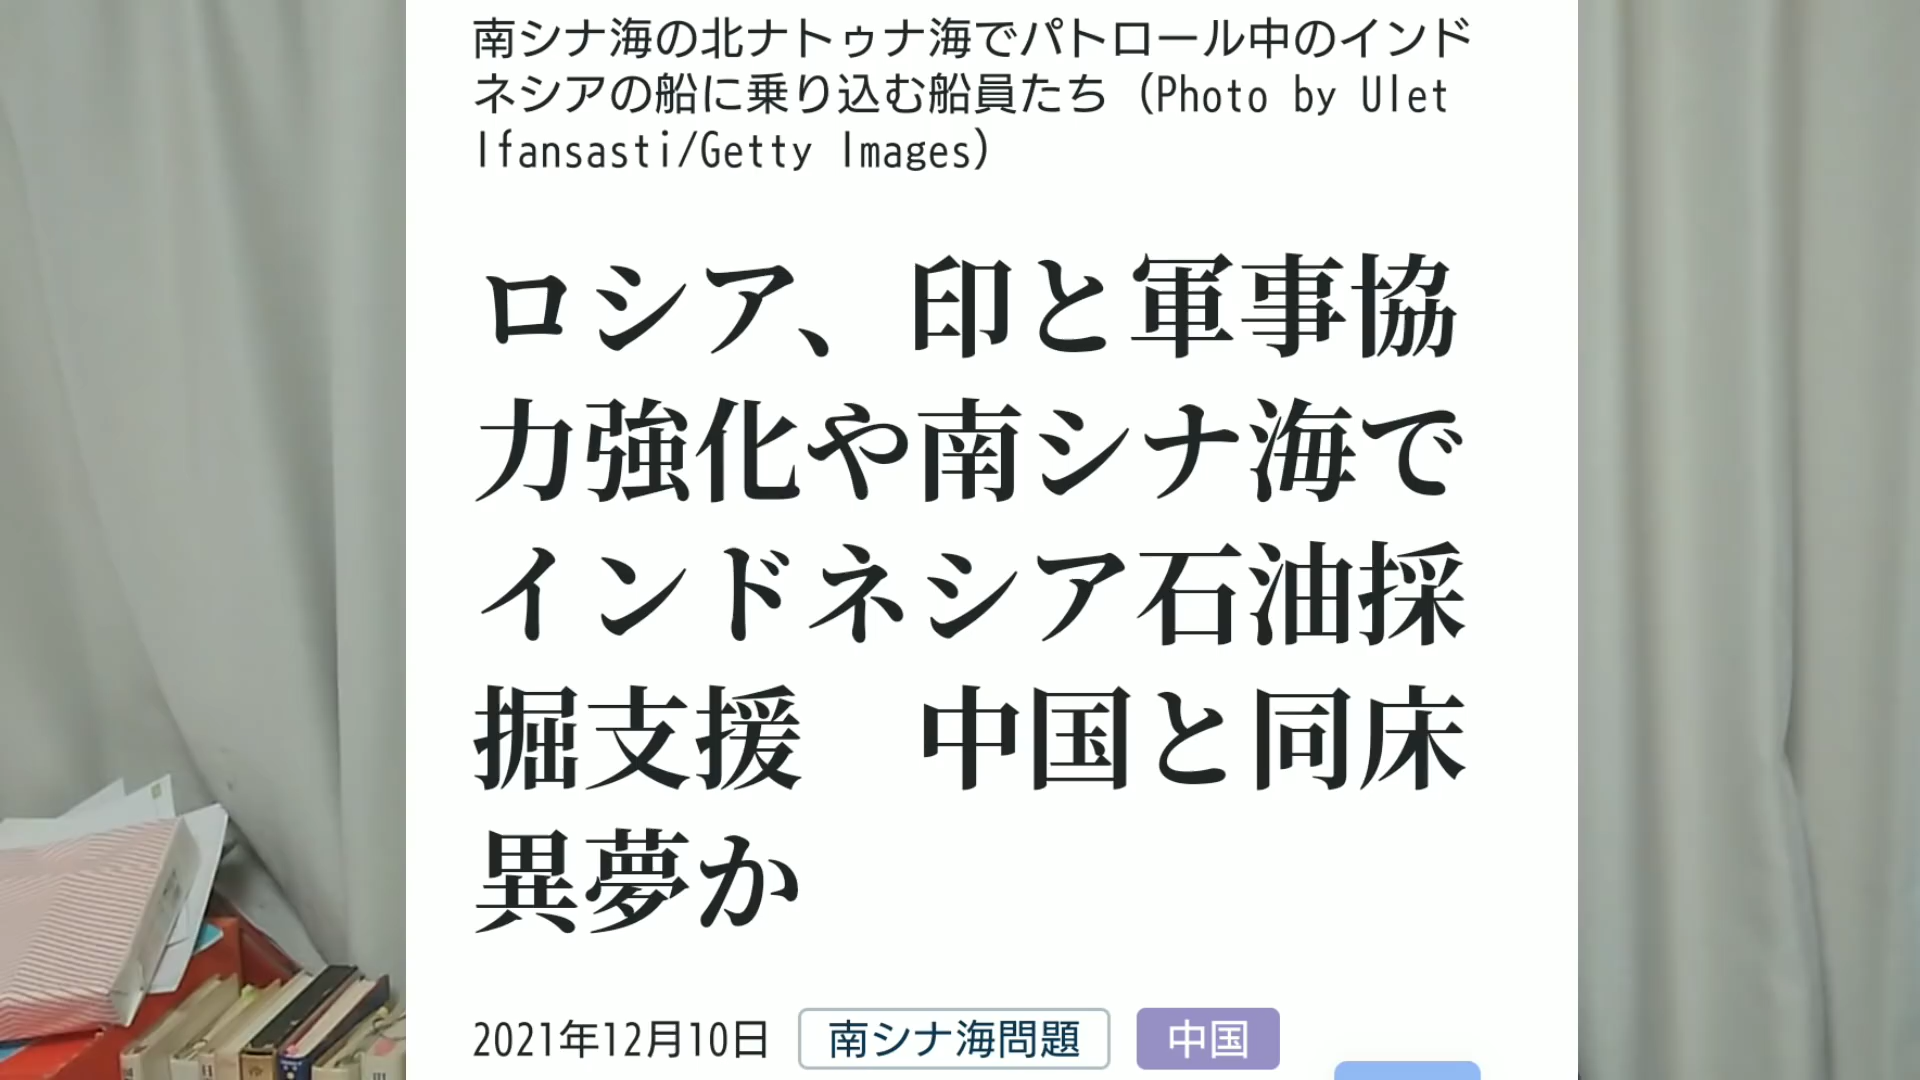 南シナ海の北ナトゥナ海でパトロール中のインド
ネシアの船に乗り込む船員たち（Photo by Ulet
Ifansasti/Getty Images）
ロシア、印と軍事協
力強化や南シナ海で
インドネシア石油採
掘支援　中国と同床
異夢か
2021年12月10日
南シナ海問題
中国